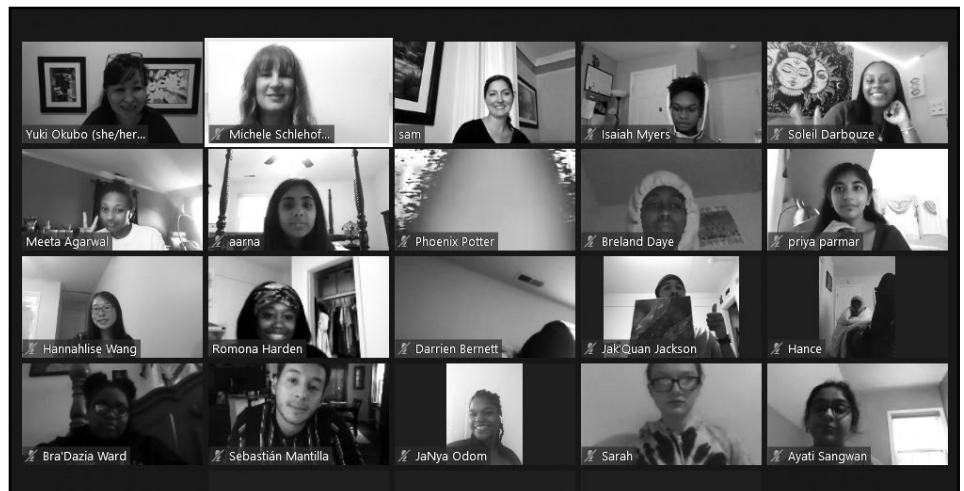 Yuki Okubo (she/her...
Michele Schlehof...
sam
Isaiah Myers
Soleil Darbouze
Meeta Agarwal
aarna
Phoenix Potter
Breland Daye
priya parmar
Hannahlise Wang
Romona Harden
Darrien Bernett
Jak'Quan Jackson
Hance
Bra'Dazia Ward
Sebastián Mantilla
JaNya Odom
Sarah
Ayati Sangwan